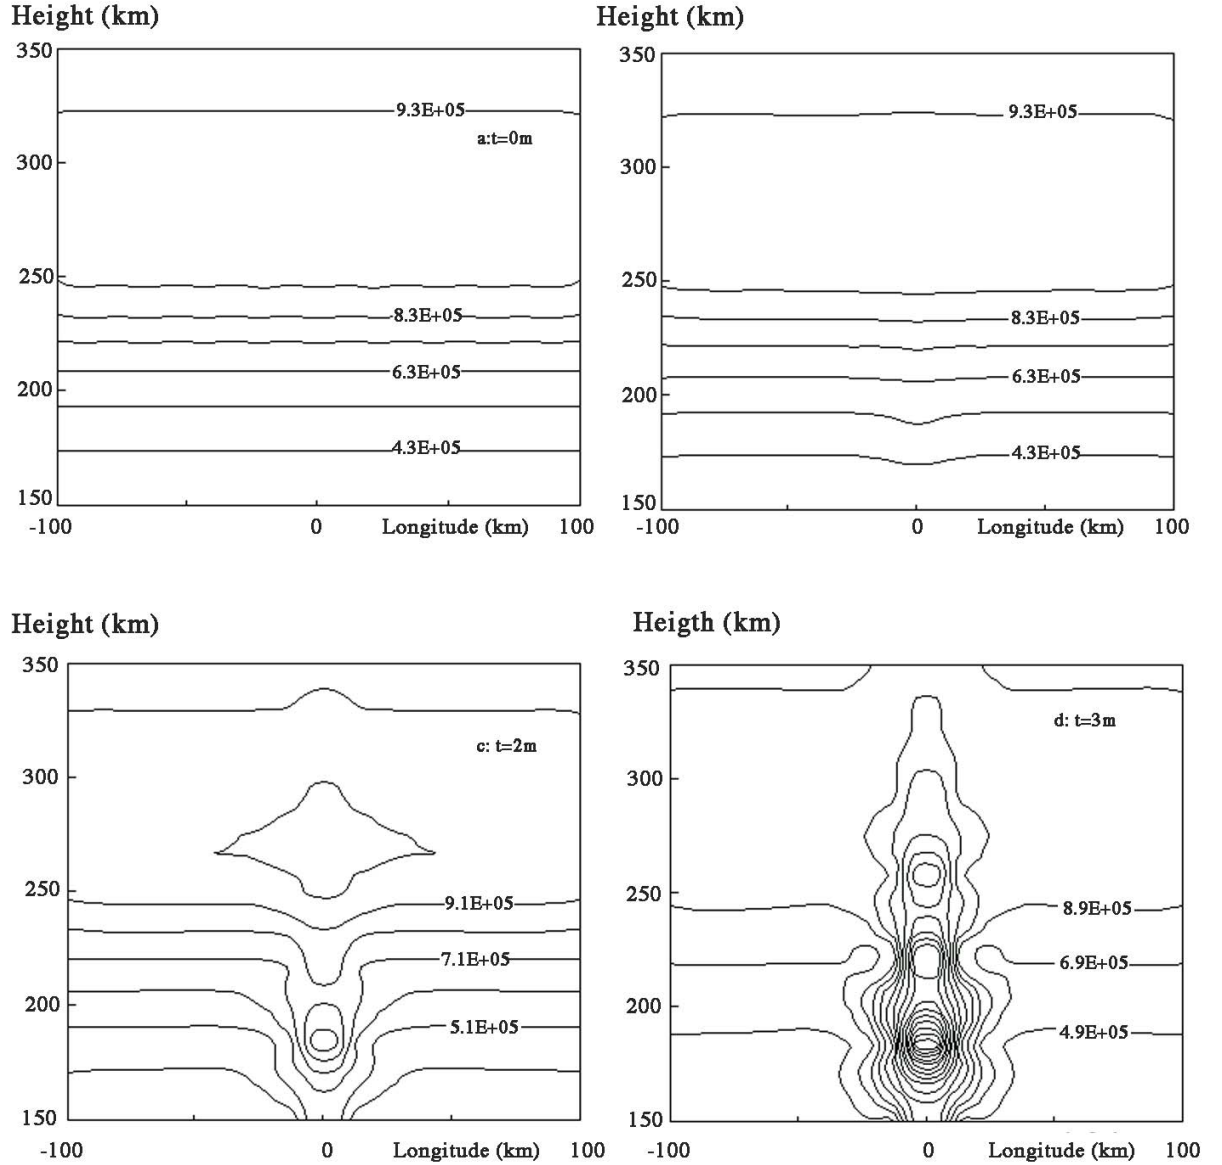 Height (km)
350
9.3E+05
a:t=0m
300
250
8.3E+05
6.3E+05
200
4.3E+05
150
-100 0 Longitude (km) 100
Height (km)
350
9.3E+05
300
250
8.3E+05
6.3E+05
200
4.3E+05
150
-100 0 Longitude (km) 100
Height (km)
350
c: t=2m
300
250
9.1E+05
7.1E+05
200
5.1E+05
150
-100 0 Longitude (km) 100
Heigth (km)
350
d: t=3m
300
250
8.9E+05
6.9E+05
200
4.9E+05
150
-100 0 Longitude (km) 100